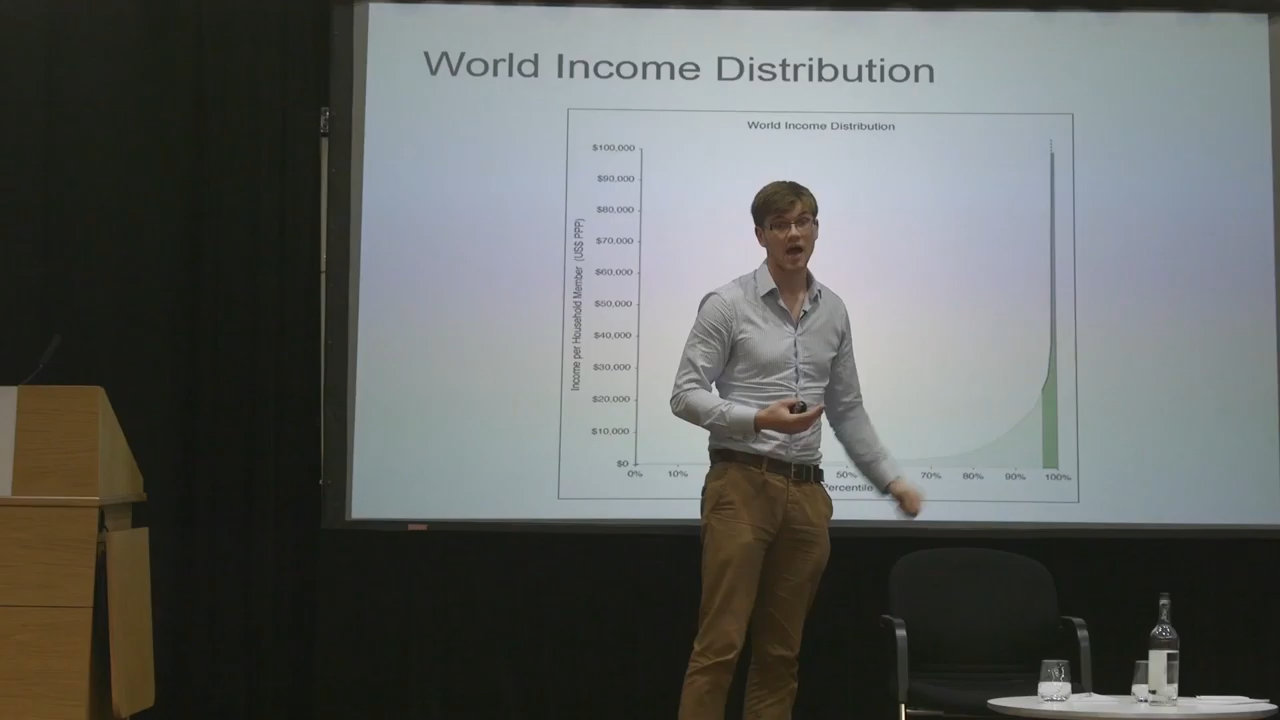 World Income Distribution
World Income Distribution
$100,000
$90,000
$80,000
$70,000
$60,000
$50,000
$40,000
$30,000
$20,000
$10,000
$0
Income per Household Member (US$ PPP)
0% 10% 50% 70% 80% 90% 100%
Percentile